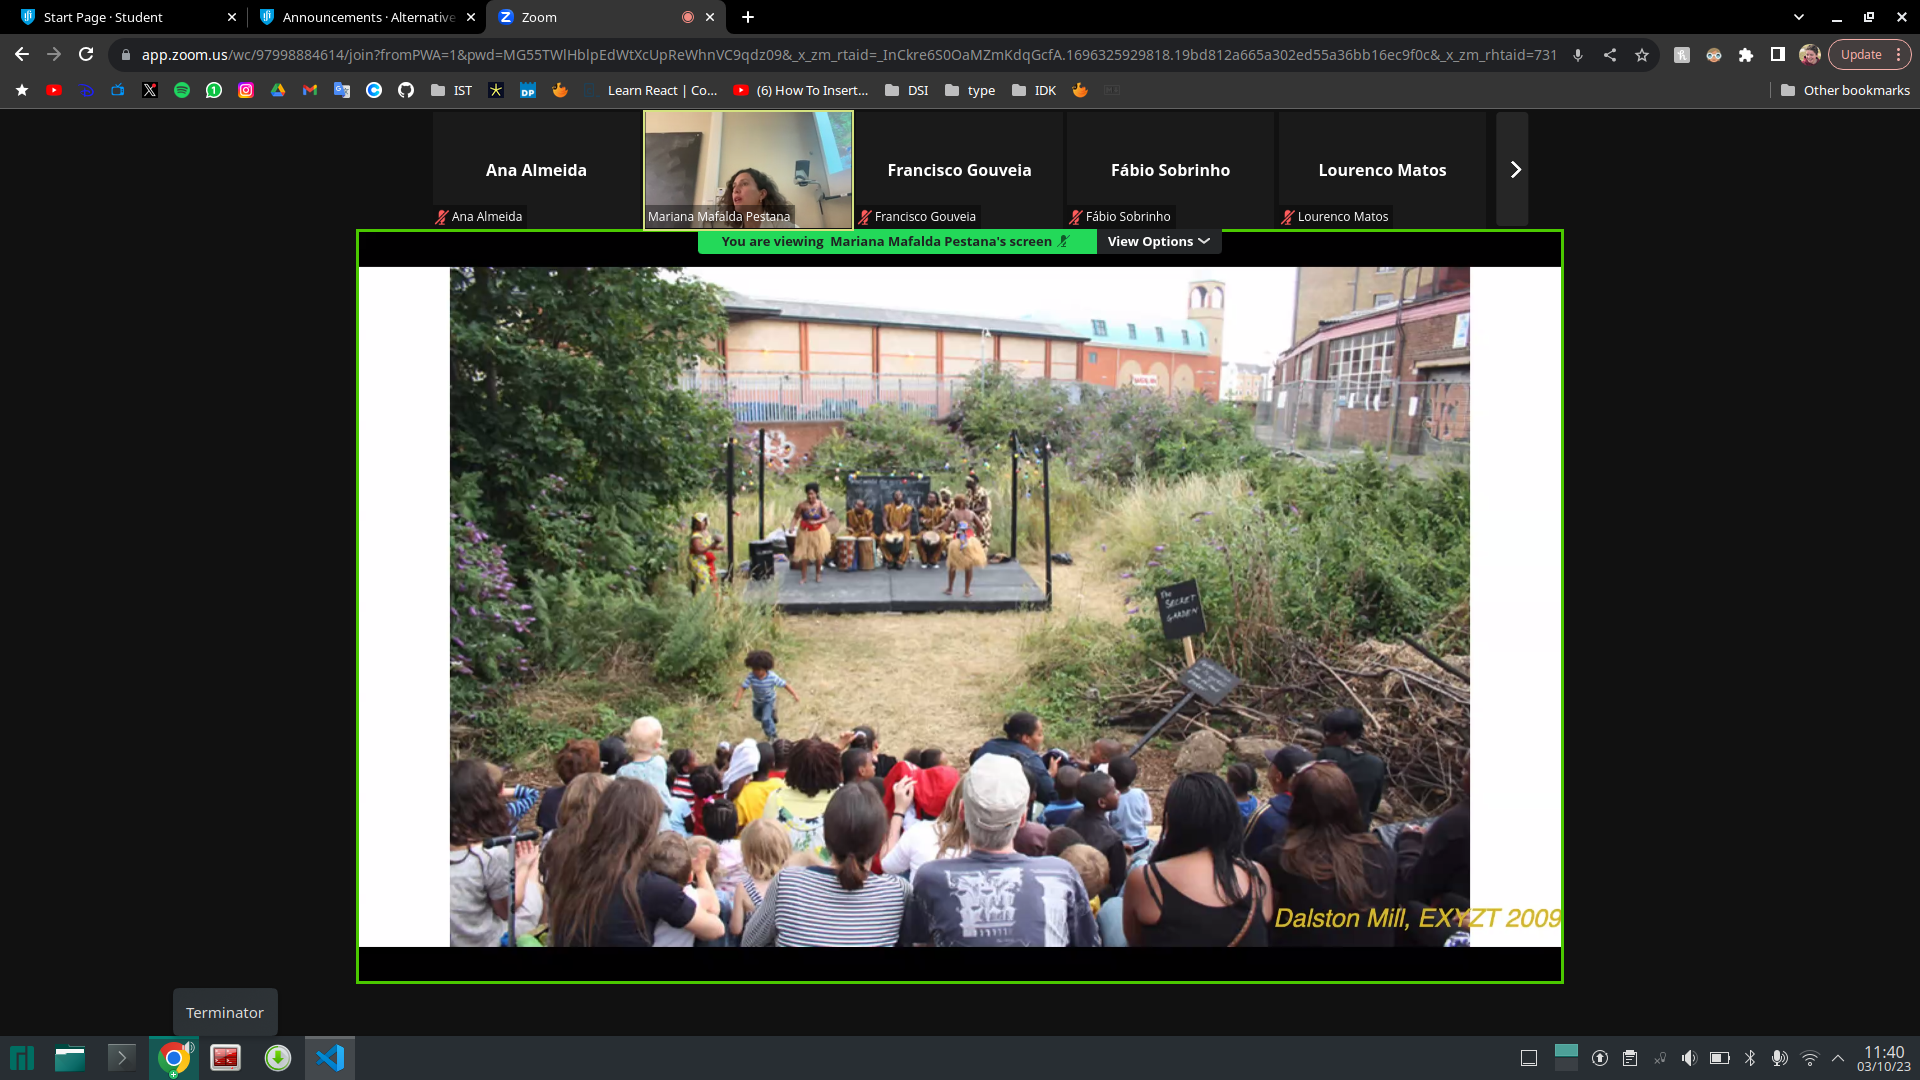 Start Page · Student
Announcements · Alternative
Zoom
app.zoom.us/wc/97998884614/join?fromPWA=1&pwd=MG55TWlHblpEdWtXcUpReWhnVC9qdz09&_x_zm_rtaid=_InCkre6S0OaMZmKdqGcfA.1696325929818.19bd812a665a302ed55a36bb16ec9f0c&_x_zm_rhtaid=731
Update
IST
DP
Learn React | Co...
(6) How To Insert...
DSI
type
IDK
Other bookmarks
Ana Almeida
Francisco Gouveia
Fábio Sobrinho
Lourenco Matos
Ana Almeida
Mariana Mafalda Pestana
Francisco Gouveia
Fábio Sobrinho
Lourenco Matos
You are viewing Mariana Mafalda Pestana's screen
View Options
The
SECRET
GARDEN
Dalston Mill, EXYZT 2009
Terminator
11:40
03/10/23